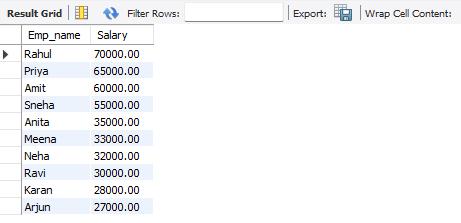 Result Grid Filter Rows: Export: Wrap Cell Content:
Emp_name Salary
Rahul 70000.00
Priya 65000.00
Amit 60000.00
Sneha 55000.00
Anita 35000.00
Meena 33000.00
Neha 32000.00
Ravi 30000.00
Karan 28000.00
Arjun 27000.00